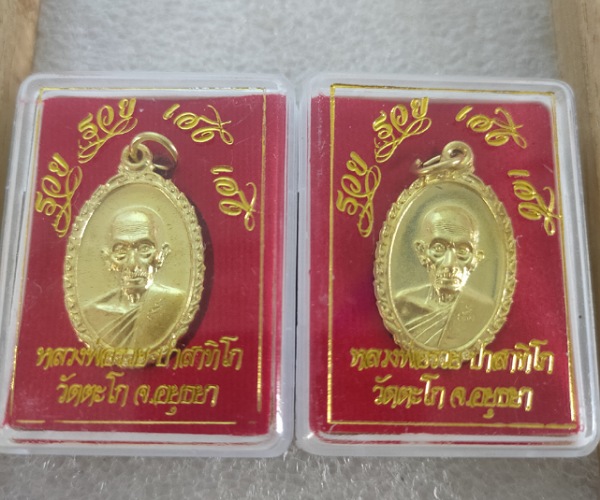 รวย รวย เฮง เฮง
หลวงพ่อรวย ปาสาทิโก
วัดตะโก จ.อยุธยา
รวย รวย เฮง เฮง
หลวงพ่อรวย ปาสาทิโก
วัดตะโก จ.อยุธยา